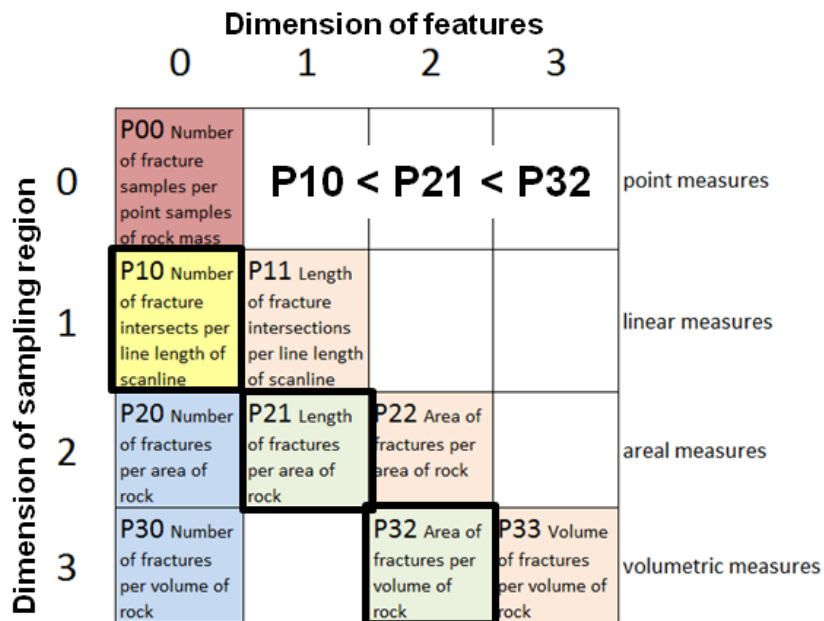 Dimension of features
0 1 2 3
Dimension of sampling region
0
P00 Number
of fracture
samples per
point samples
of rock mass
P10 < P21 < P32
point measures
1
P10 Number
of fracture
intersects per
line length of
scanline
P11 Length
of fracture
intersections
per line length
of scanline
linear measures
2
P20 Number
of fractures
per area of
rock
P21 Length
of fractures
per area of
rock
P22 Area of
fractures per
area of rock
areal measures
3
P30 Number
of fractures
per volume of
rock
P32 Area of
fractures per
volume of
rock
P33 Volume
of fractures
per volume of
rock
volumetric measures